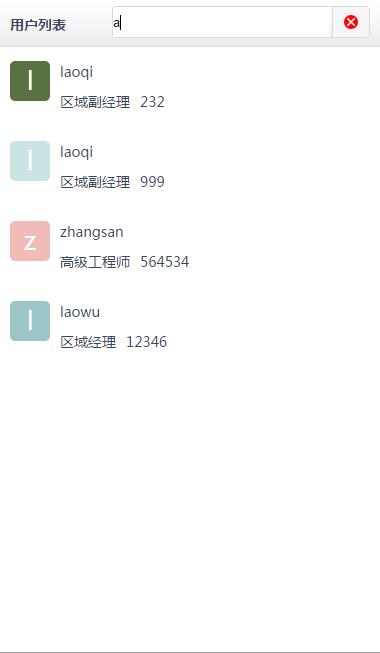 用户列表 a
l laoqi
区域副经理 232
l laoqi
区域副经理 999
z zhangsan
高级工程师 564534
l laowu
区域经理 12346